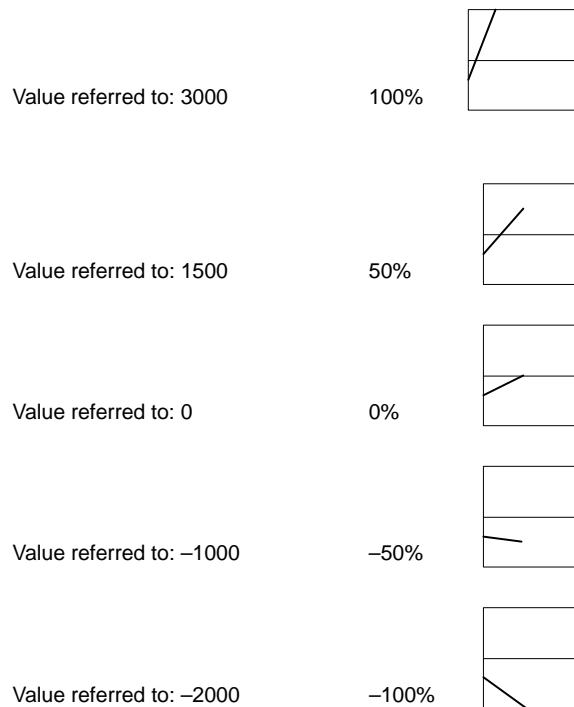 Value referred to: 3000 100%
Value referred to: 1500 50%
Value referred to: 0 0%
Value referred to: –1000 –50%
Value referred to: –2000 –100%